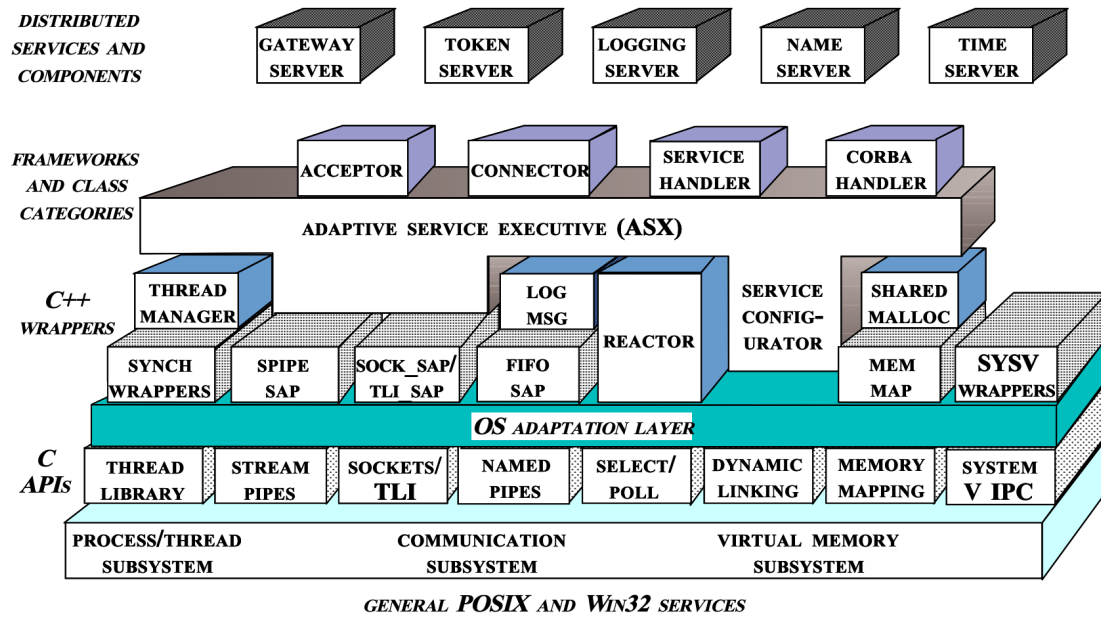 DISTRIBUTED
SERVICES AND
COMPONENTS
GATEWAY
SERVER
TOKEN
SERVER
LOGGING
SERVER
NAME
SERVER
TIME
SERVER
FRAMEWORKS
AND CLASS
CATEGORIES
ACCEPTOR
CONNECTOR
SERVICE
HANDLER
CORBA
HANDLER
ADAPTIVE SERVICE EXECUTIVE (ASX)
C++
WRAPPERS
THREAD
MANAGER
LOG
MSG
REACTOR
SERVICE
CONFIG-
URATOR
SHARED
MALLOC
SYNCH
WRAPPERS
SPIPE
SAP
SOCK_SAP/
TLI_SAP
FIFO
SAP
MEM
MAP
SYSV
WRAPPERS
OS ADAPTATION LAYER
C
APIS
THREAD
LIBRARY
STREAM
PIPES
SOCKETS/
TLI
NAMED
PIPES
SELECT/
POLL
DYNAMIC
LINKING
MEMORY
MAPPING
SYSTEM
V IPC
PROCESS/THREAD
SUBSYSTEM
COMMUNICATION
SUBSYSTEM
VIRTUAL MEMORY
SUBSYSTEM
GENERAL POSIX AND WIN32 SERVICES